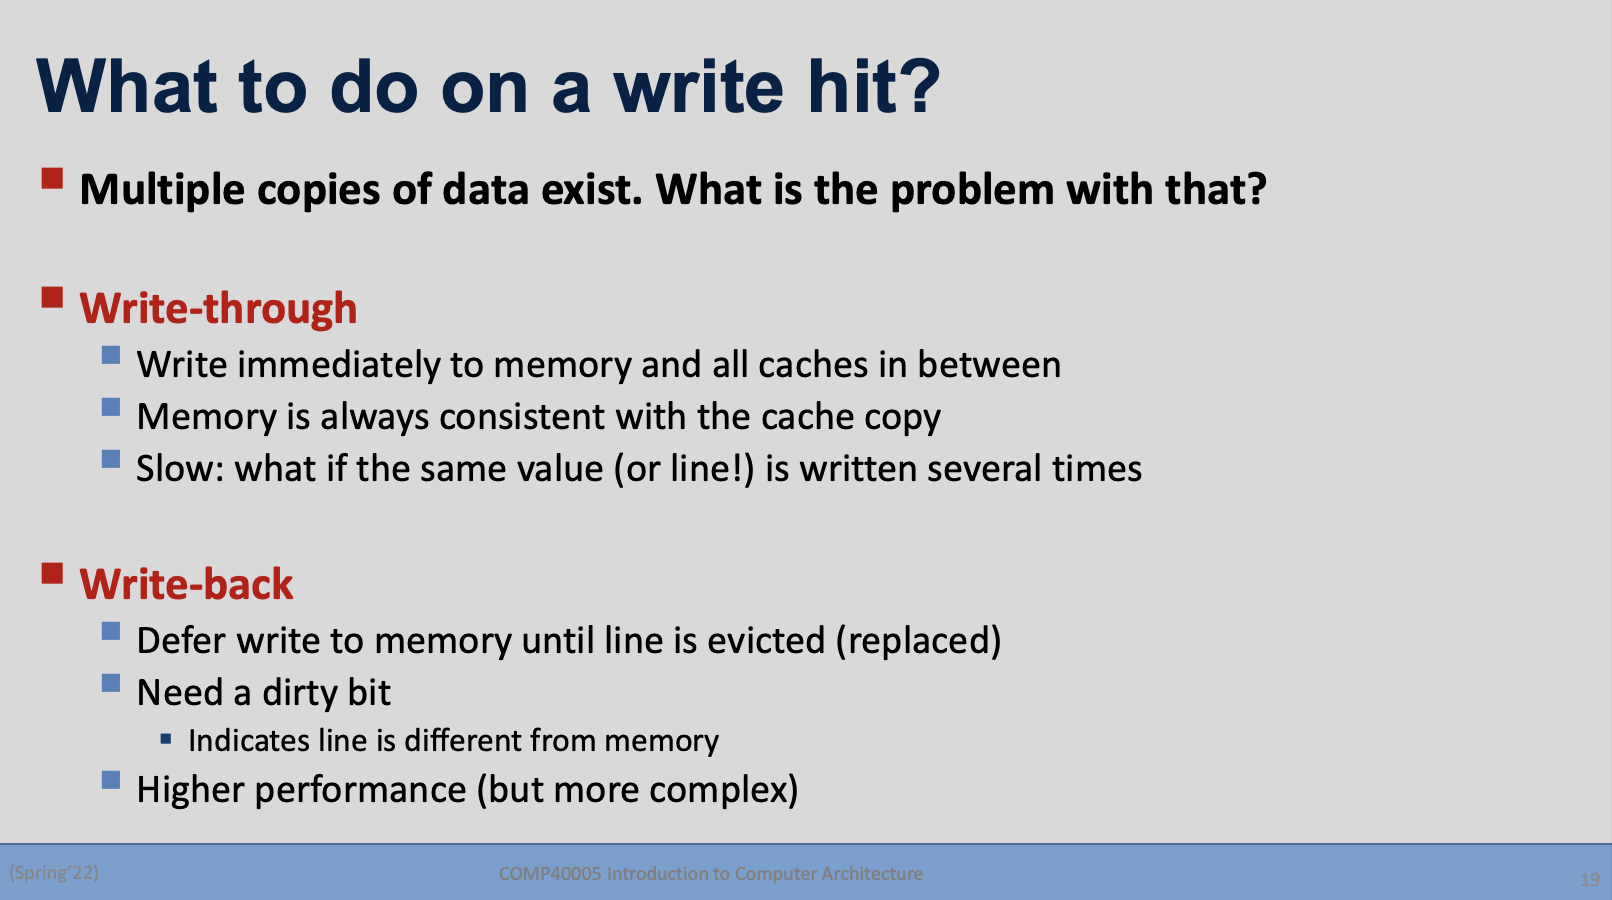 What to do on a write hit?
Multiple copies of data exist. What is the problem with that?
Write-through
Write immediately to memory and all caches in between
Memory is always consistent with the cache copy
Slow: what if the same value (or line!) is written several times
Write-back
Defer write to memory until line is evicted (replaced)
Need a dirty bit
Indicates line is different from memory
Higher performance (but more complex)
(Spring’22)
COMP40005 Introduction to Computer Architecture
19